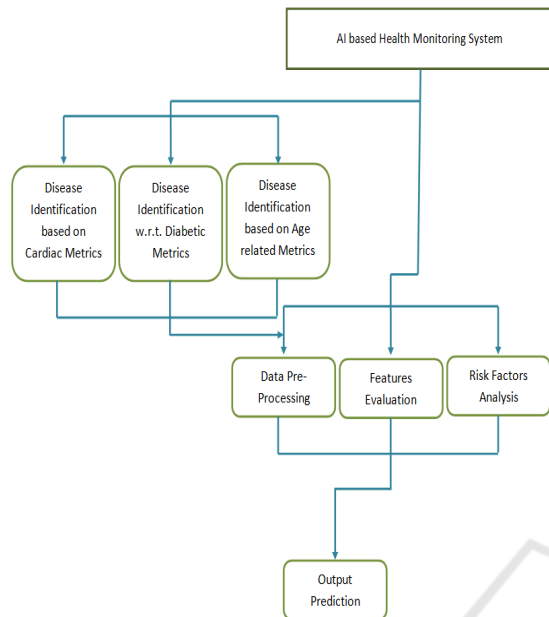 AI based Health Monitoring System
Disease
Identification
based on
Cardiac Metrics
Disease
Identification
w.r.t. Diabetic
Metrics
Disease
Identification
based on Age
related Metrics
Data Pre-
Processing
Features
Evaluation
Risk Factors
Analysis
Output
Prediction